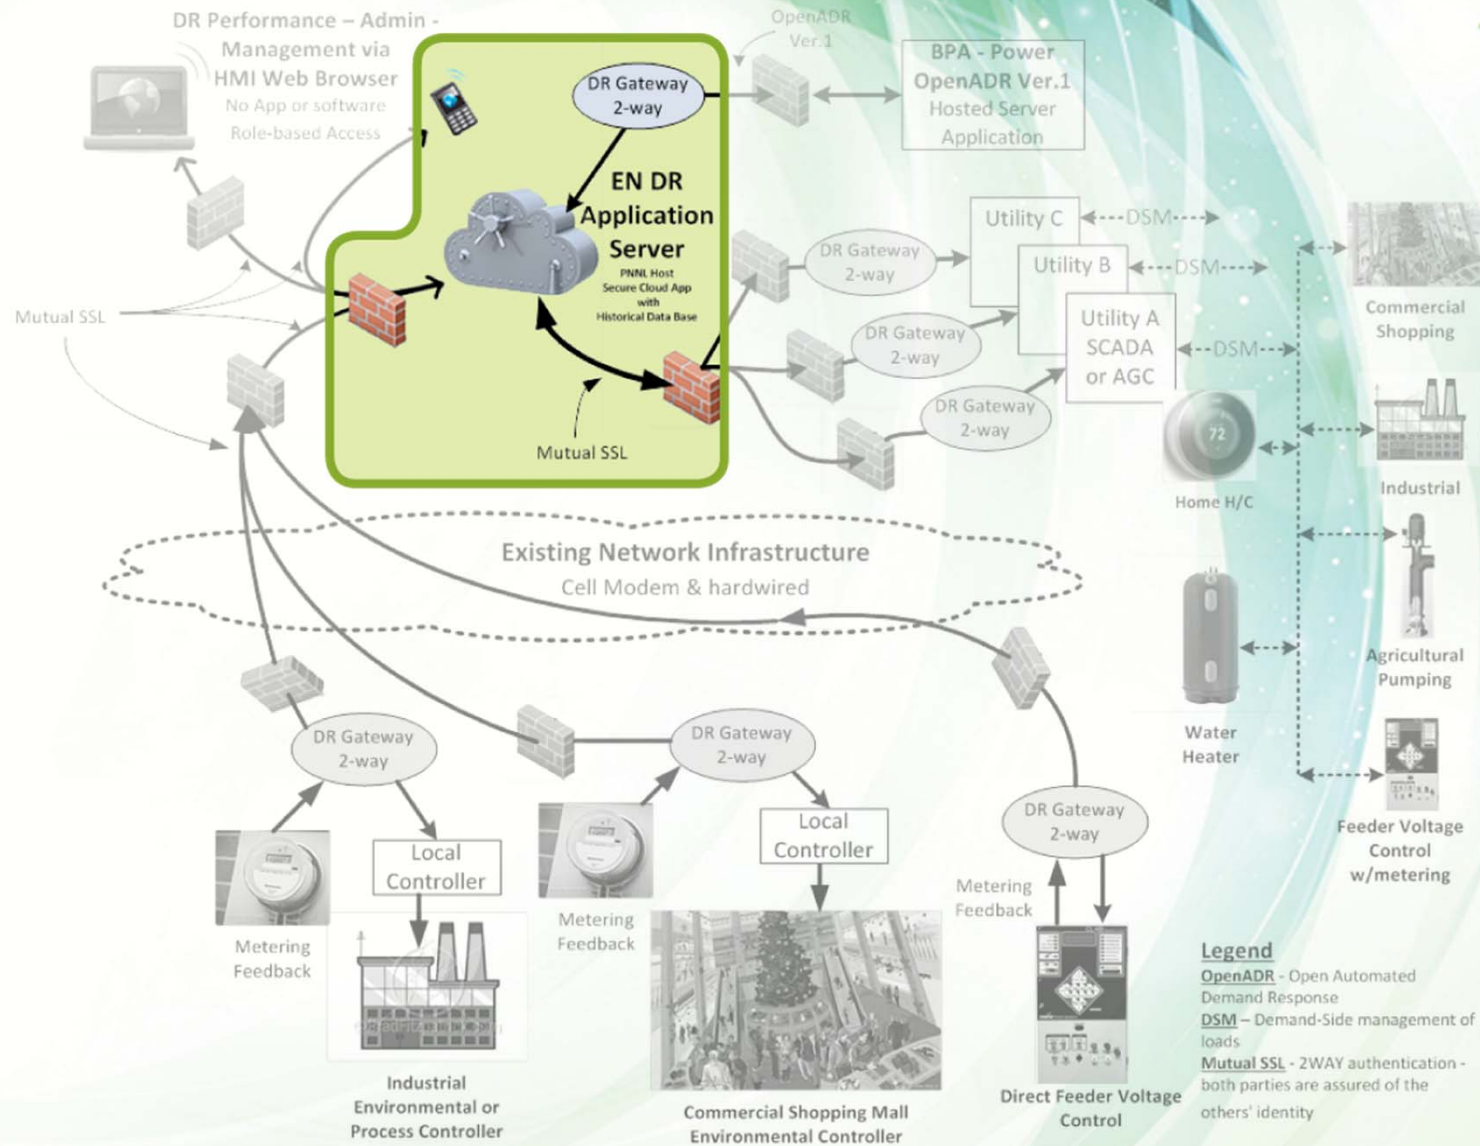 DR Performance – Admin -
Management via
HMI Web Browser
No App or software
Role-based Access
OpenADR
Ver.1
DR Gateway
2-way
BPA - Power
OpenADR Ver.1
Hosted Server
Application
EN DR
Application
Server
PNNL Host
Secure Cloud App
with
Historical Data Base
Mutual SSL
Mutual SSL
DR Gateway
2-way
DR Gateway
2-way
DR Gateway
2-way
Utility C
Utility B
Utility A
SCADA
or AGC
DSM
DSM
DSM
Commercial
Shopping
72
Home H/C
Industrial
Agricultural
Pumping
Water
Heater
Feeder Voltage
Control
w/metering
Existing Network Infrastructure
Cell Modem & hardwired
DR Gateway
2-way
DR Gateway
2-way
DR Gateway
2-way
Local
Controller
Local
Controller
Metering
Feedback
Metering
Feedback
Metering
Feedback
Industrial
Environmental or
Process Controller
Commercial Shopping Mall
Environmental Controller
Direct Feeder Voltage
Control
Legend
OpenADR - Open Automated
Demand Response
DSM – Demand-Side management of
loads
Mutual SSL - 2WAY authentication -
both parties are assured of the
others' identity